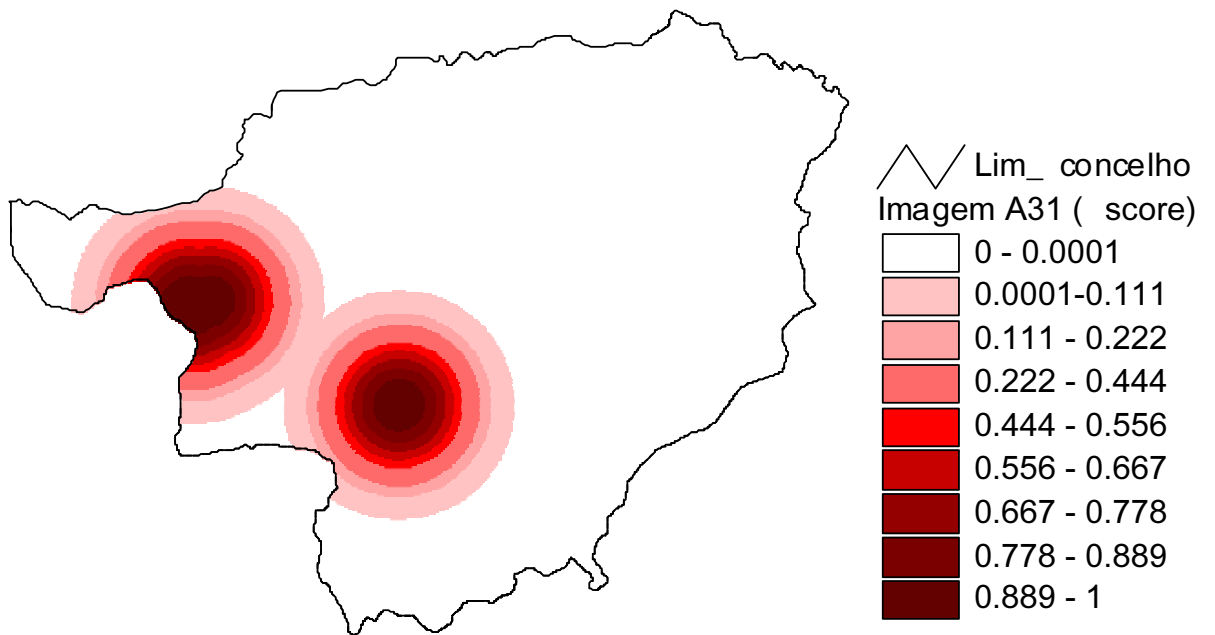 Lim_ concelho
Imagem A31 ( score)
0 - 0.0001
0.0001-0.111
0.111 - 0.222
0.222 - 0.444
0.444 - 0.556
0.556 - 0.667
0.667 - 0.778
0.778 - 0.889
0.889 - 1